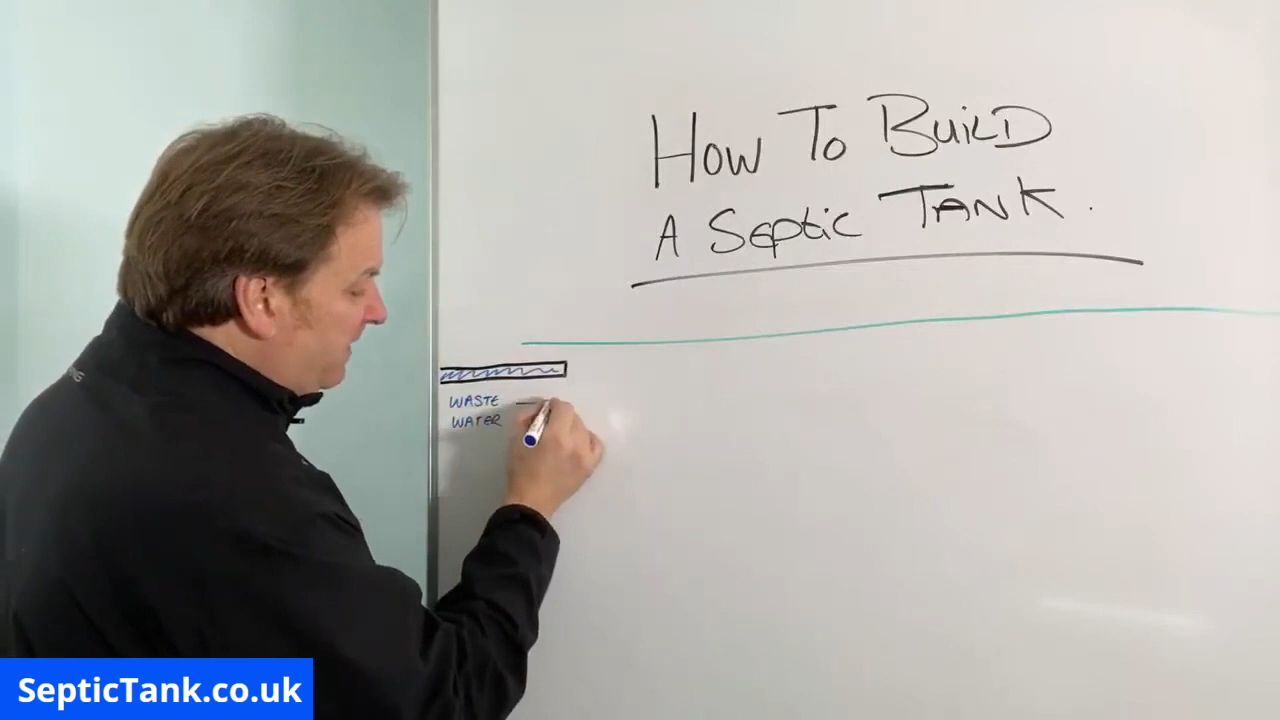 How To Build
A Septic Tank.
WASTE
WATER
SepticTank.co.uk